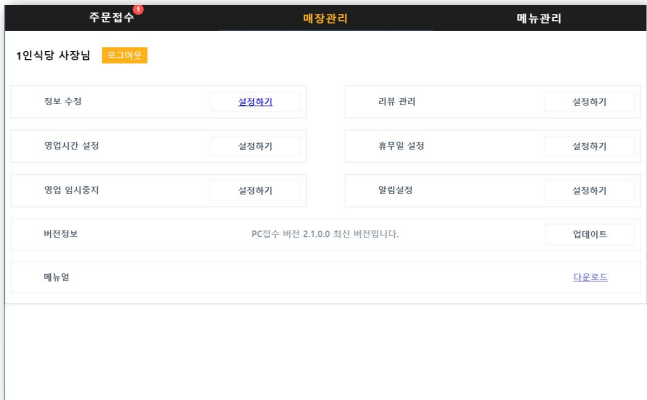 주문접수 1 매장관리 메뉴관리
1인식당 사장님 로그아웃
정보 수정 설정하기 리뷰 관리 설정하기
영업시간 설정 설정하기 휴무일 설정 설정하기
영업 임시중지 설정하기 알림설정 설정하기
버전정보 PC접수 버전 2.1.0.0 최신 버전입니다. 업데이트
메뉴얼 다운로드